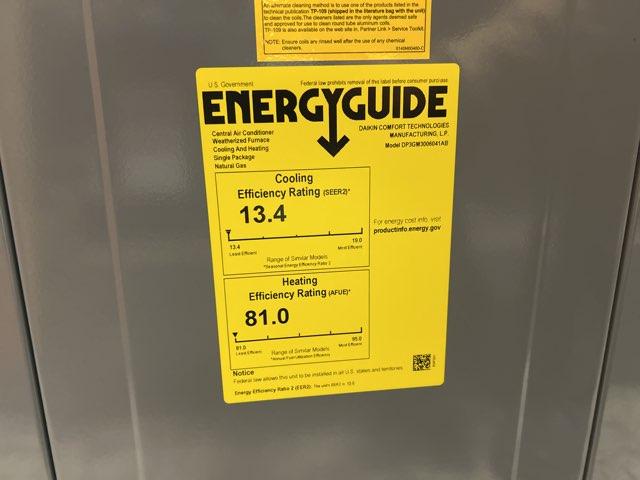 An alternate cleaning method is to use one of the products listed in the
technical publication TP-109 (shipped in the literature bag with the unit)
to clean the coils. The cleaners listed are the only agents deemed safe
and approved for use to clean round tube aluminum coils.
TP-109 is also available on the web site in, Partner Link > Service Toolkit.
NOTE: Ensure coils are rinsed well after the use of any chemical
cleaners.
U.S. Government
Federal law prohibits removal of this label before consumer purchase.
ENERGYGUIDE
Central Air Conditioner
Weatherized Furnace
Cooling And Heating
Single Package
Natural Gas
DAIKIN COMFORT TECHNOLOGIES
MANUFACTURING, L.P.
Model DP3GM3006041AB
Cooling
Efficiency Rating (SEER2)*
13.4
13.4
Least Efficient
19.0
Most Efficient
Range of Similar Models
*Seasonal Energy Efficiency Ratio 2
For energy cost info, visit
productinfo.energy.gov
Heating
Efficiency Rating (AFUE)*
81.0
81.0
Least Efficient
95.0
Most Efficient
Range of Similar Models
*Annual Fuel Utilization Efficiency
Notice
Federal law allows this unit to be installed in all U.S. states and territories.
Energy Efficiency Ratio 2 (EER2): The unit's EER2 is